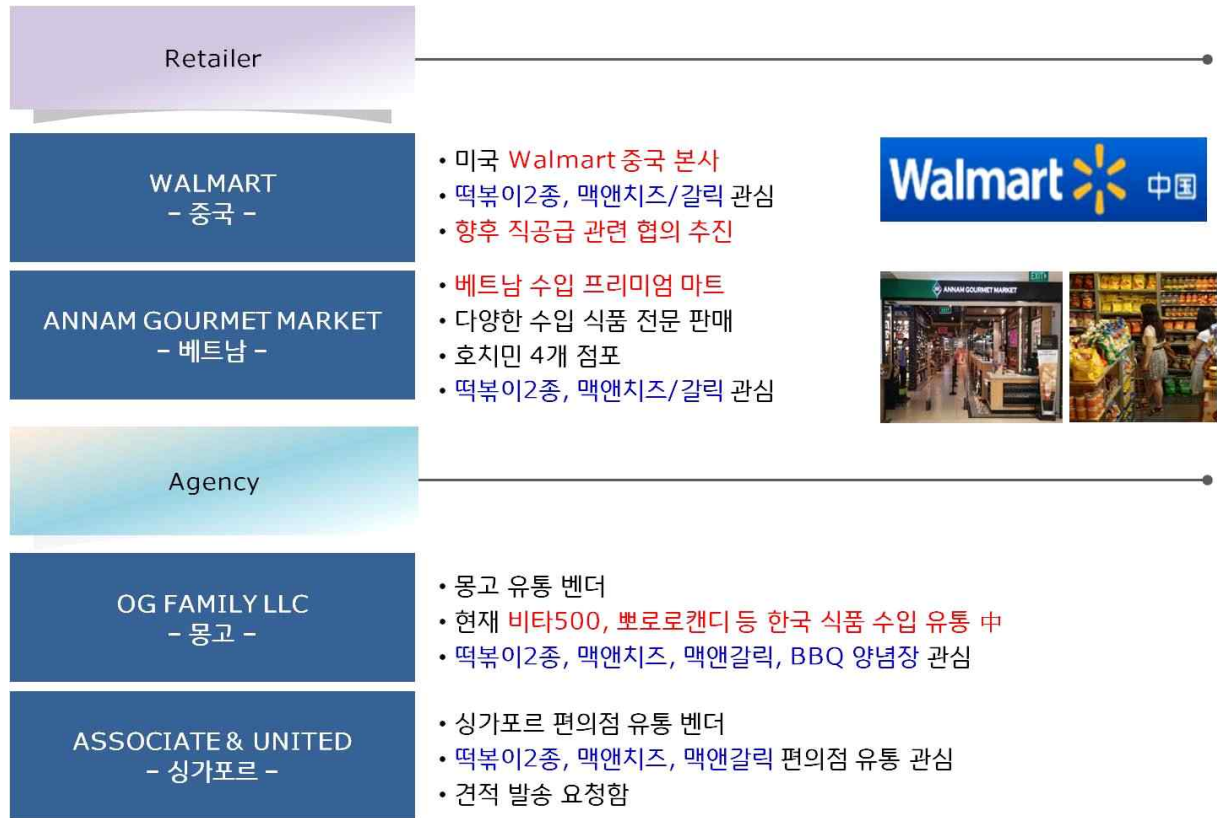 Retailer
WALMART
– 중국 –
• 미국 Walmart 중국 본사
• 떡볶이2종, 맥앤치즈/갈릭 관심
• 향후 직공급 관련 협의 추진
Walmart 中国
ANNAM GOURMET MARKET
– 베트남 –
• 베트남 수입 프리미엄 마트
• 다양한 수입 식품 전문 판매
• 호치민 4개 점포
• 떡볶이2종, 맥앤치즈/갈릭 관심
EXIT
ANNAM GOURMET MARKET
Agency
OG FAMILY LLC
– 몽고 –
• 몽고 유통 벤더
• 현재 비타500, 뽀로로캔디 등 한국 식품 수입 유통 中
• 떡볶이2종, 맥앤치즈, 맥앤갈릭, BBQ 양념장 관심
ASSOCIATE & UNITED
– 싱가포르 –
• 싱가포르 편의점 유통 벤더
• 떡볶이2종, 맥앤치즈, 맥앤갈릭 편의점 유통 관심
• 견적 발송 요청함